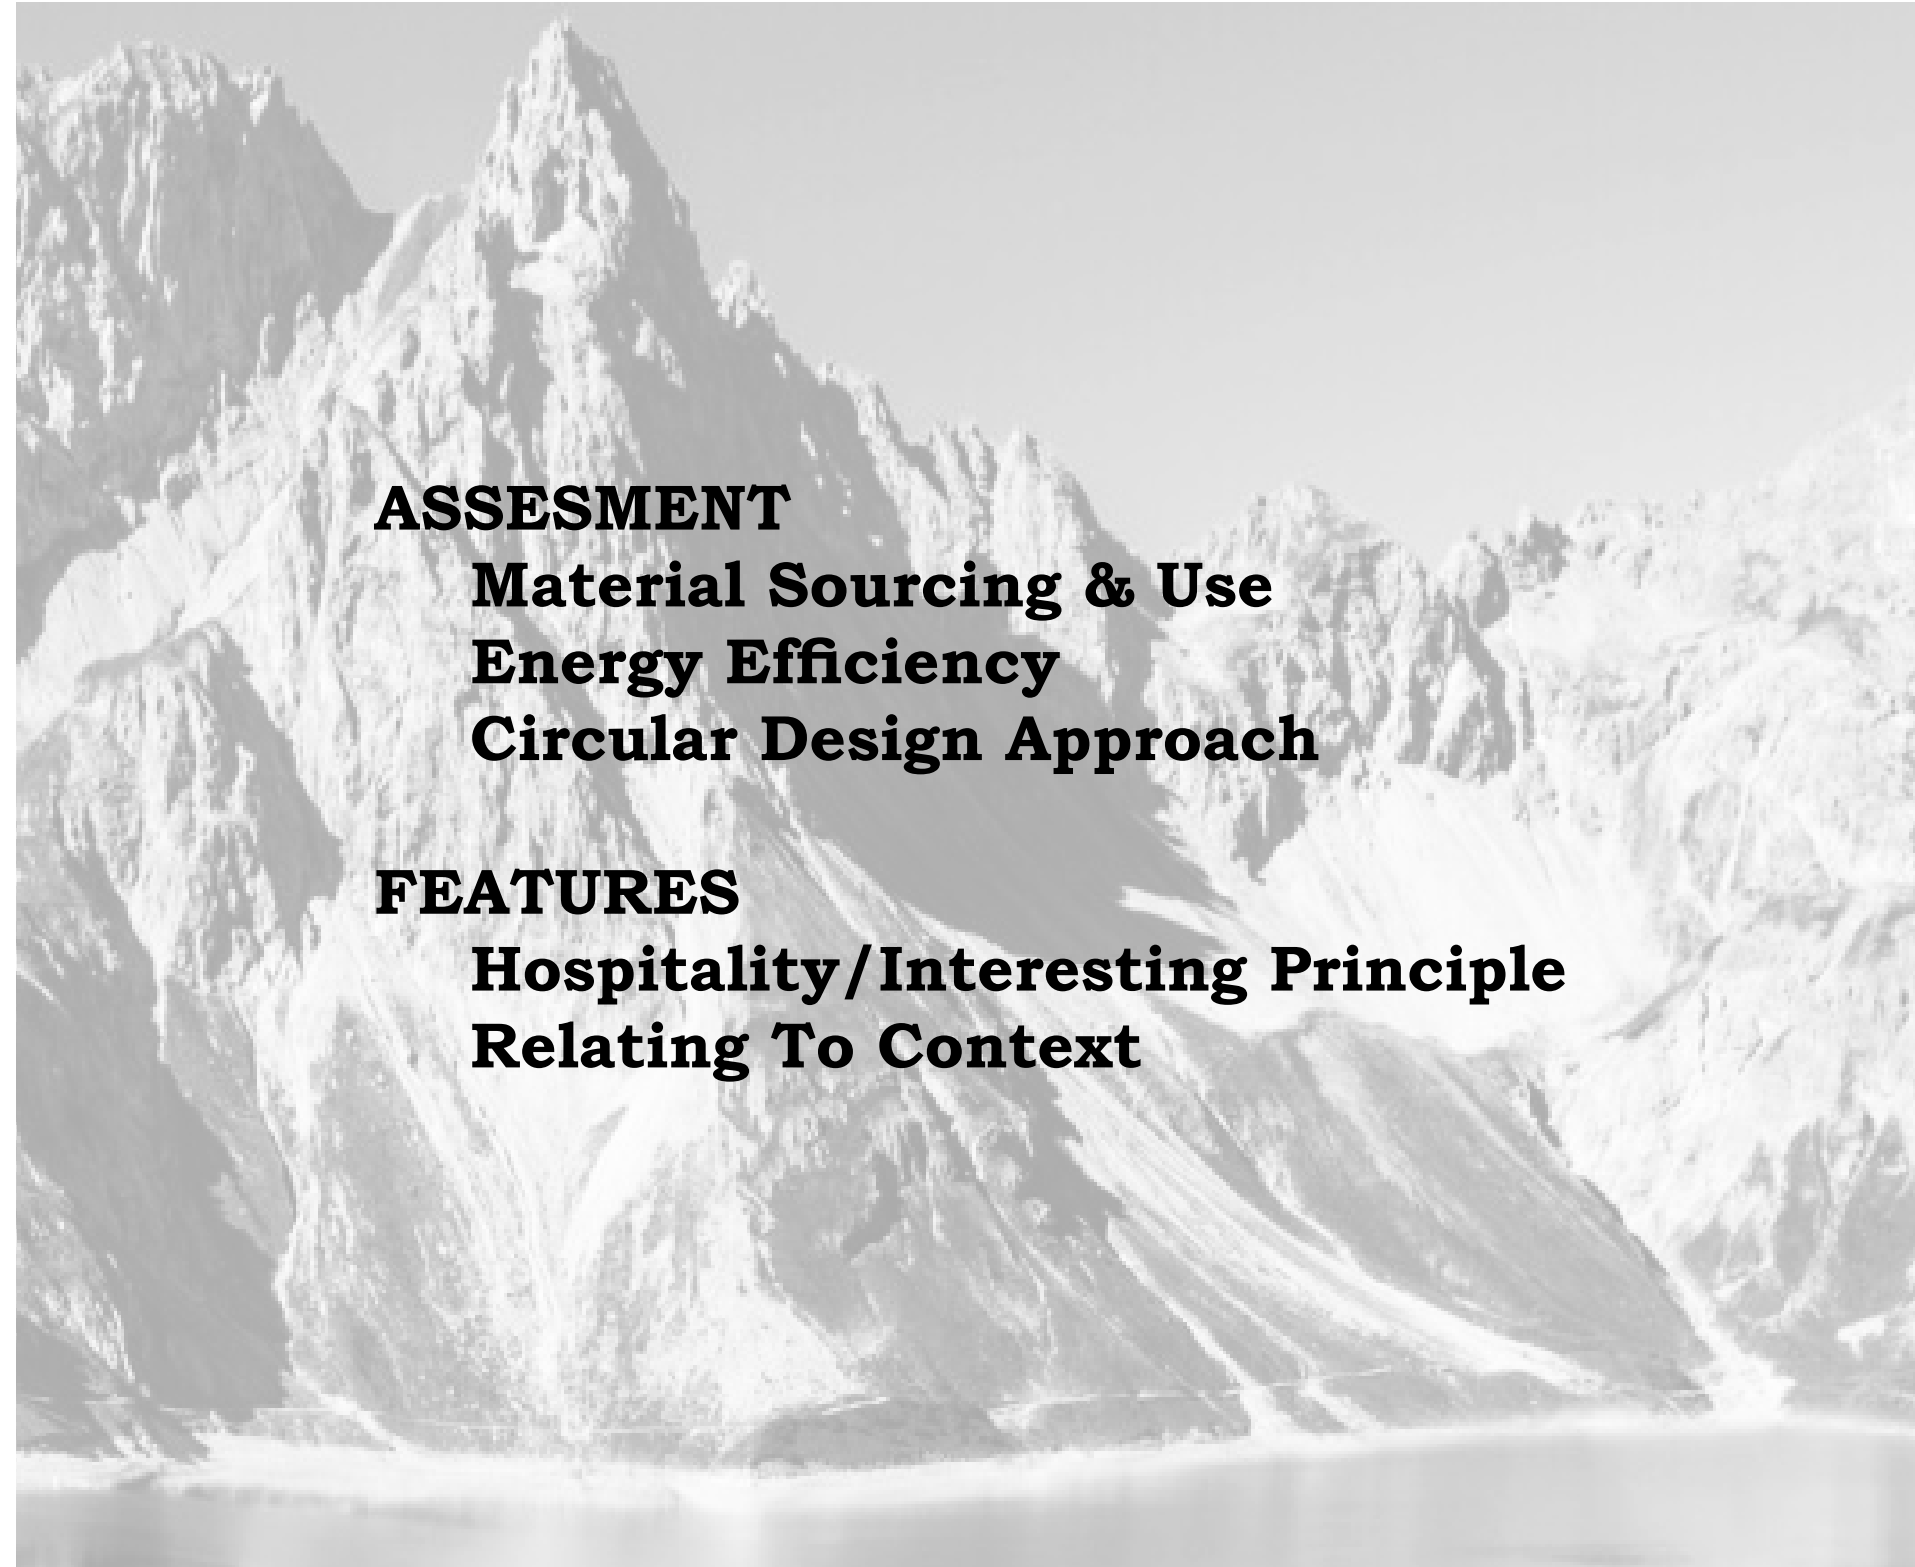 ASSESMENT
Material Sourcing & Use
Energy Efficiency
Circular Design Approach
FEATURES
Hospitality/Interesting Principle
Relating To Context